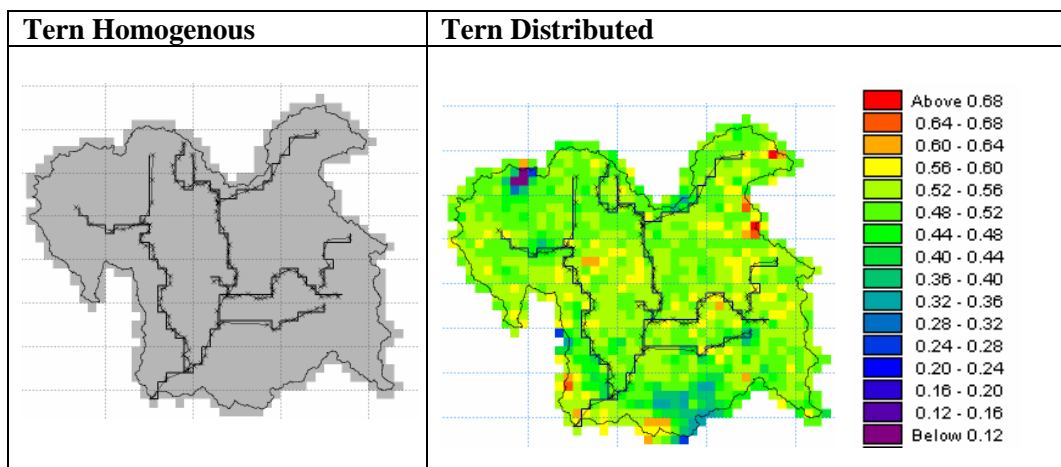 Tern Homogenous
Tern Distributed
Above 0.68
0.64 - 0.68
0.60 - 0.64
0.56 - 0.60
0.52 - 0.56
0.48 - 0.52
0.44 - 0.48
0.40 - 0.44
0.36 - 0.40
0.32 - 0.36
0.28 - 0.32
0.24 - 0.28
0.20 - 0.24
0.16 - 0.20
0.12 - 0.16
Below 0.12